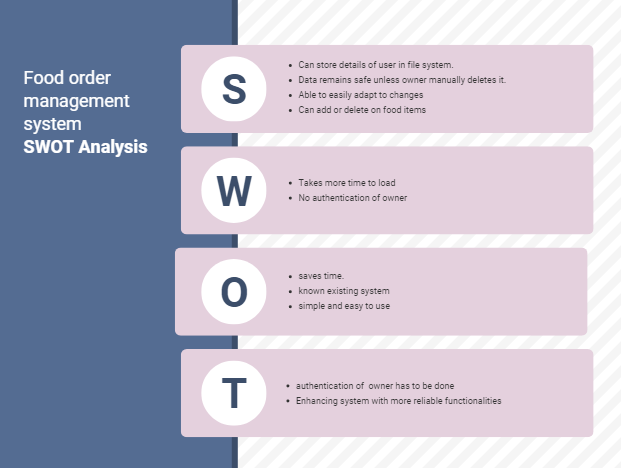 Food order
management
system
SWOT Analysis
S
• Can store details of user in file system.
• Data remains safe unless owner manually deletes it.
• Able to easily adapt to changes
• Can add or delete on food items
W
• Takes more time to load
• No authentication of owner
O
• saves time.
• known existing system
• simple and easy to use
T
• authentication of owner has to be done
• Enhancing system with more reliable functionalities